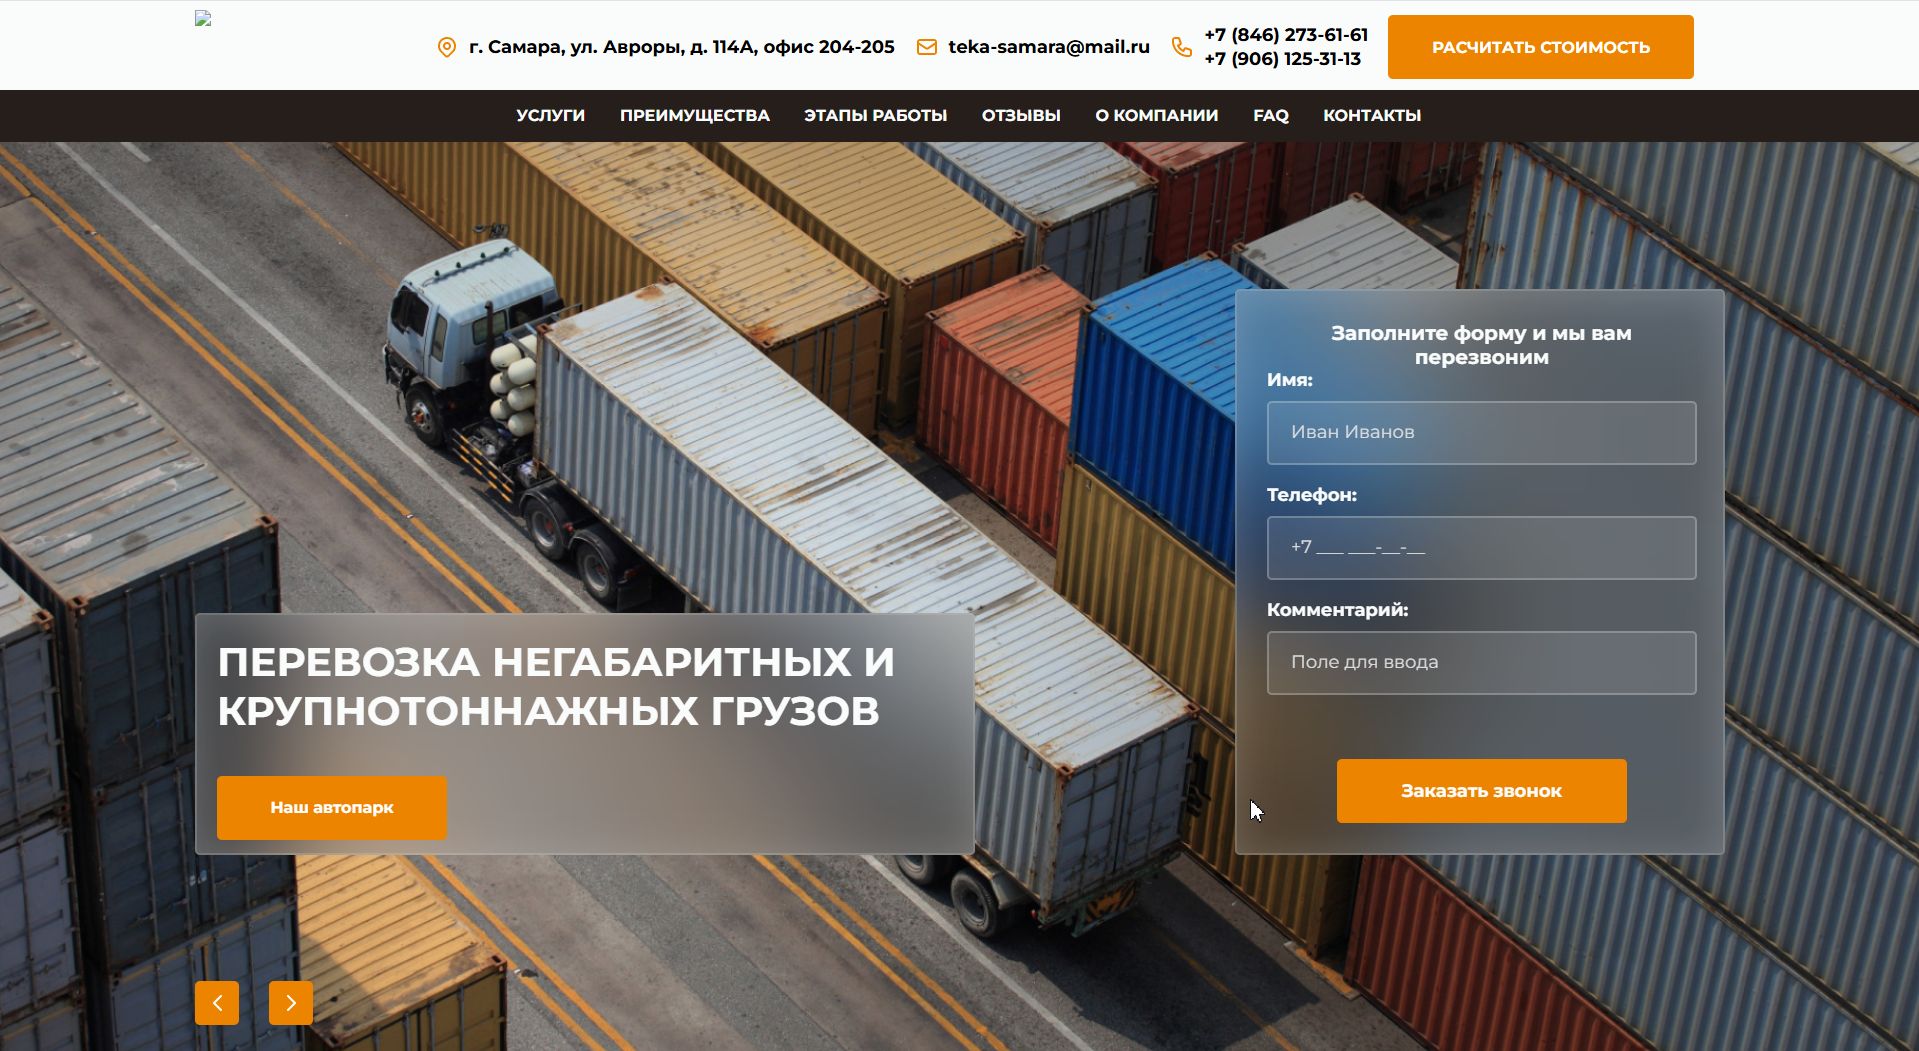 г. Самара, ул. Авроры, д. 114А, офис 204-205
teka-samara@mail.ru
+7 (846) 273-61-61
+7 (906) 125-31-13
РАСЧИТАТЬ СТОИМОСТЬ
УСЛУГИ ПРЕИМУЩЕСТВА ЭТАПЫ РАБОТЫ ОТЗЫВЫ О КОМПАНИИ FAQ КОНТАКТЫ
ПЕРЕВОЗКА НЕГАБАРИТНЫХ И
КРУПНОТОННАЖНЫХ ГРУЗОВ
Наш автопарк
Заполните форму и мы вам
перезвоним
Имя:
Иван Иванов
Телефон:
+7 ___ ___-__-__
Комментарий:
Поле для ввода
Заказать звонок